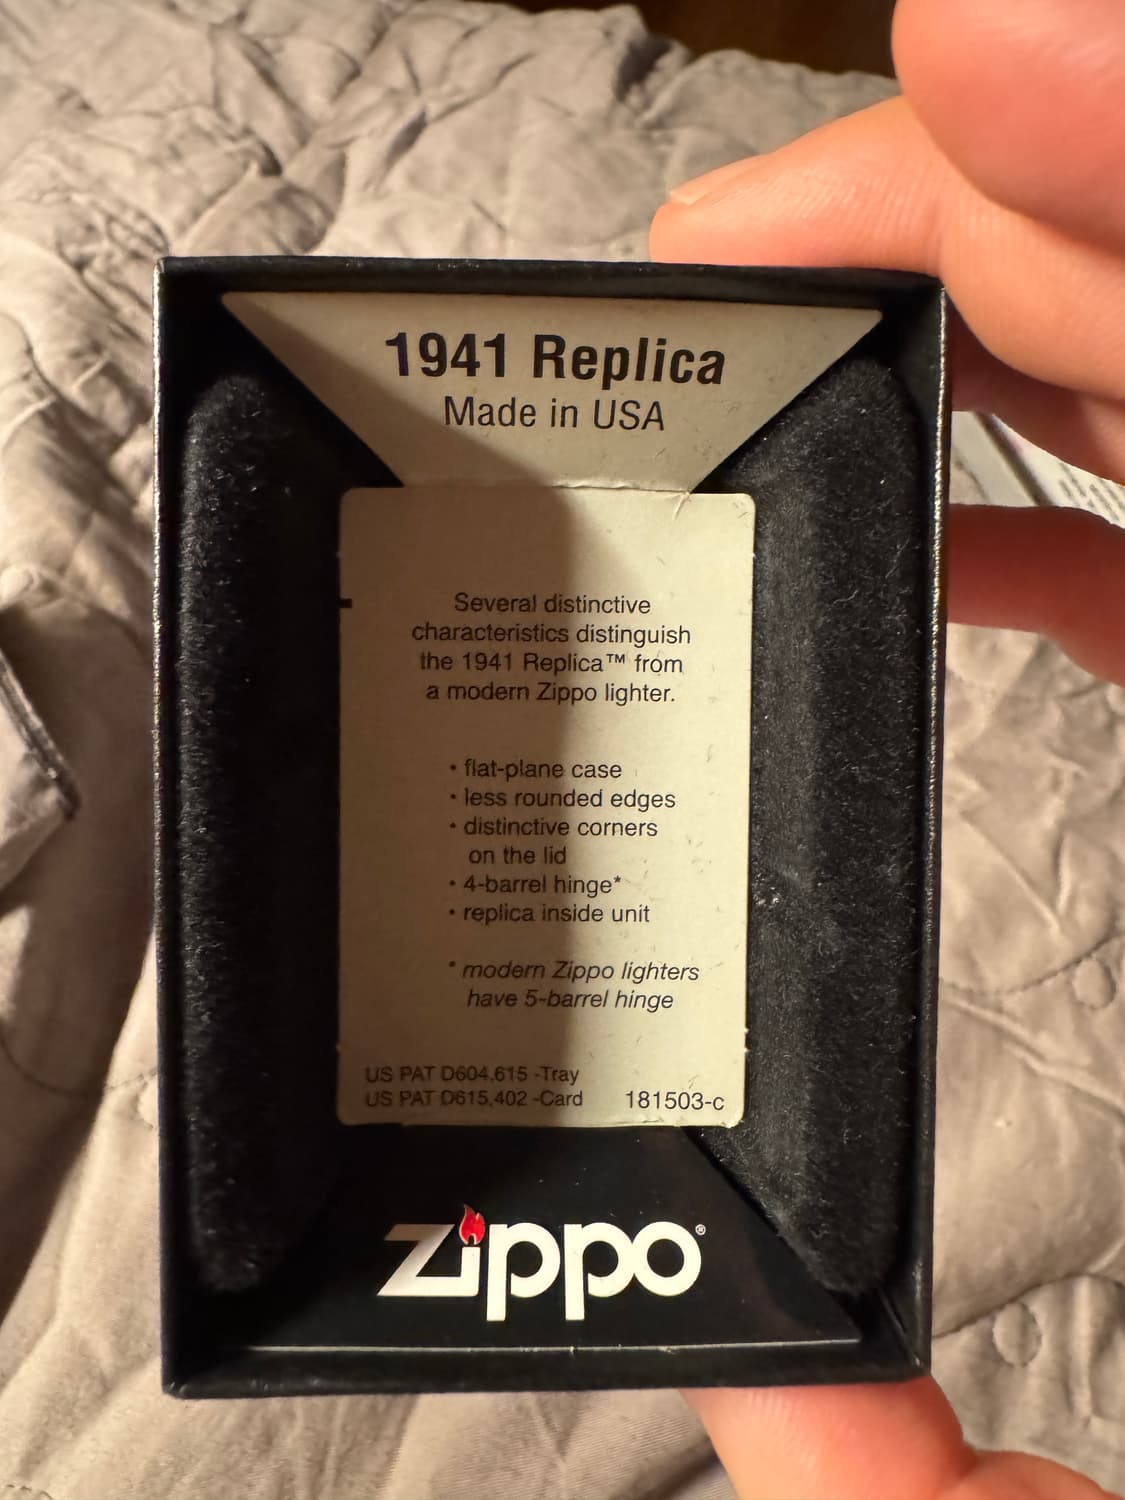 1941 Replica
Made in USA
Several distinctive
characteristics distinguish
the 1941 Replica™ from
a modern Zippo lighter.
• flat-plane case
• less rounded edges
• distinctive corners
on the lid
• 4-barrel hinge*
• replica inside unit
* modern Zippo lighters
have 5-barrel hinge
US PAT D604,615 -Tray
US PAT D615,402 -Card 181503-c
Zippo®